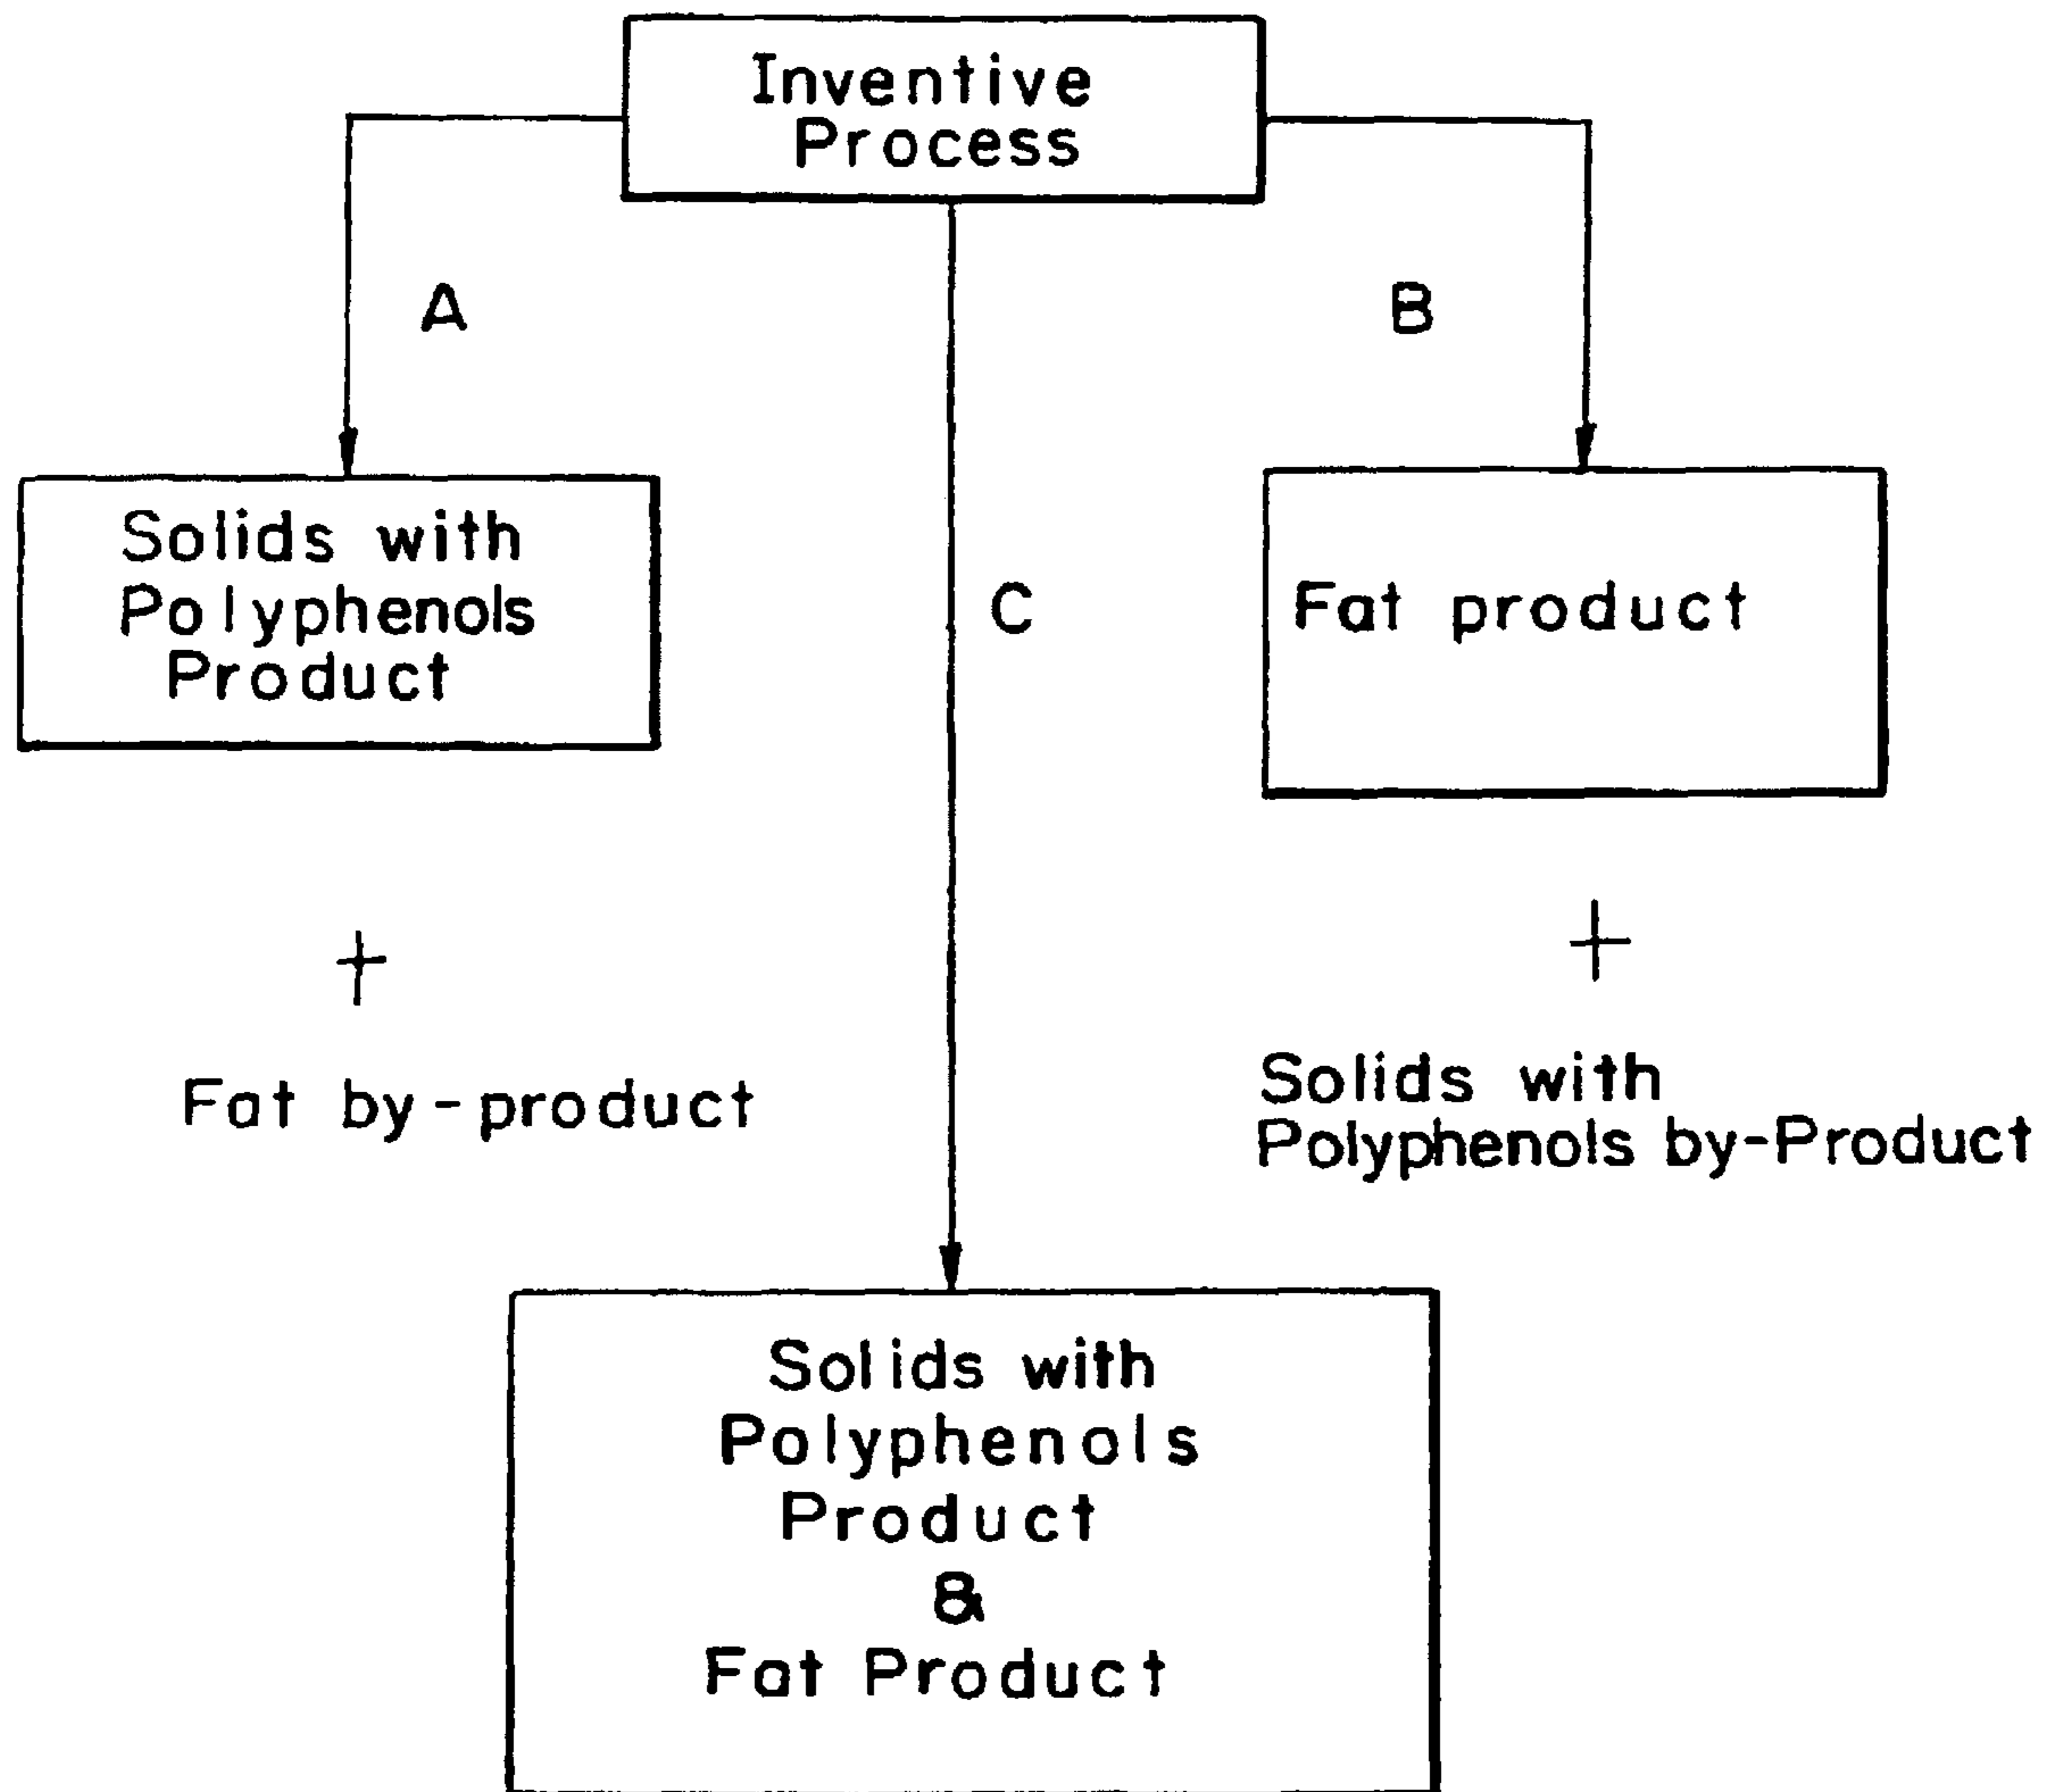 Inventive
Process
A
B
Solids with
Polyphenols
Product
C
Fat product
+
+
Fat by-product
Solids with
Polyphenols by-Product
Solids with
Polyphenols
Product
&
Fat Product